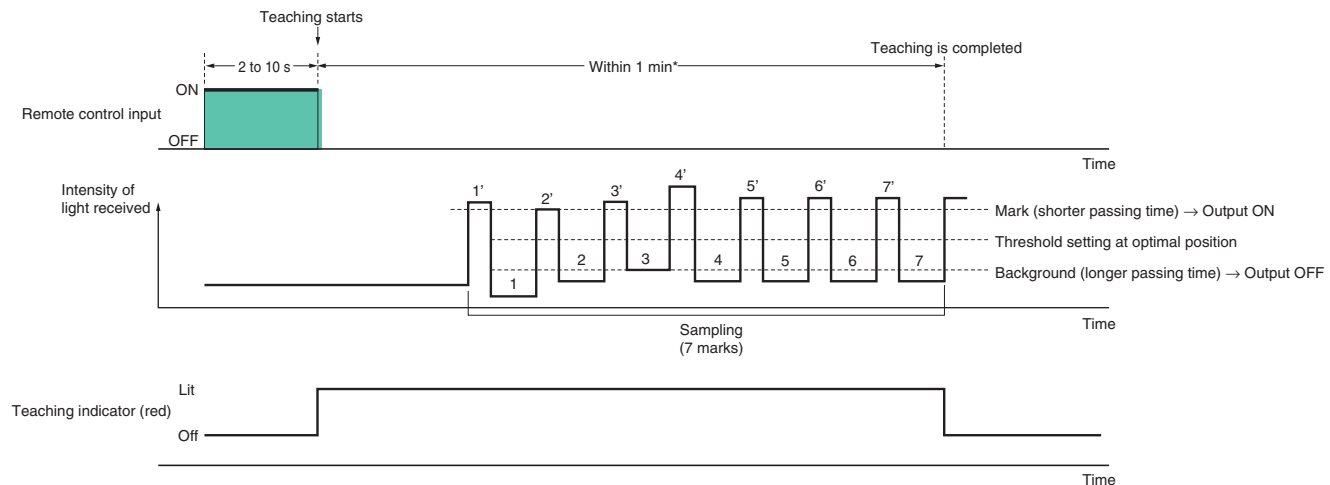 Teaching starts
Teaching is completed
2 to 10 s
Within 1 min*
ON
Remote control input
OFF
Time
Intensity of
light received
1'
2'
3'
4'
5'
6'
7'
Mark (shorter passing time) → Output ON
Threshold setting at optimal position
1
2
3
4
5
6
7
Background (longer passing time) → Output OFF
Sampling
(7 marks)
Time
Lit
Teaching indicator (red)
Off
Time